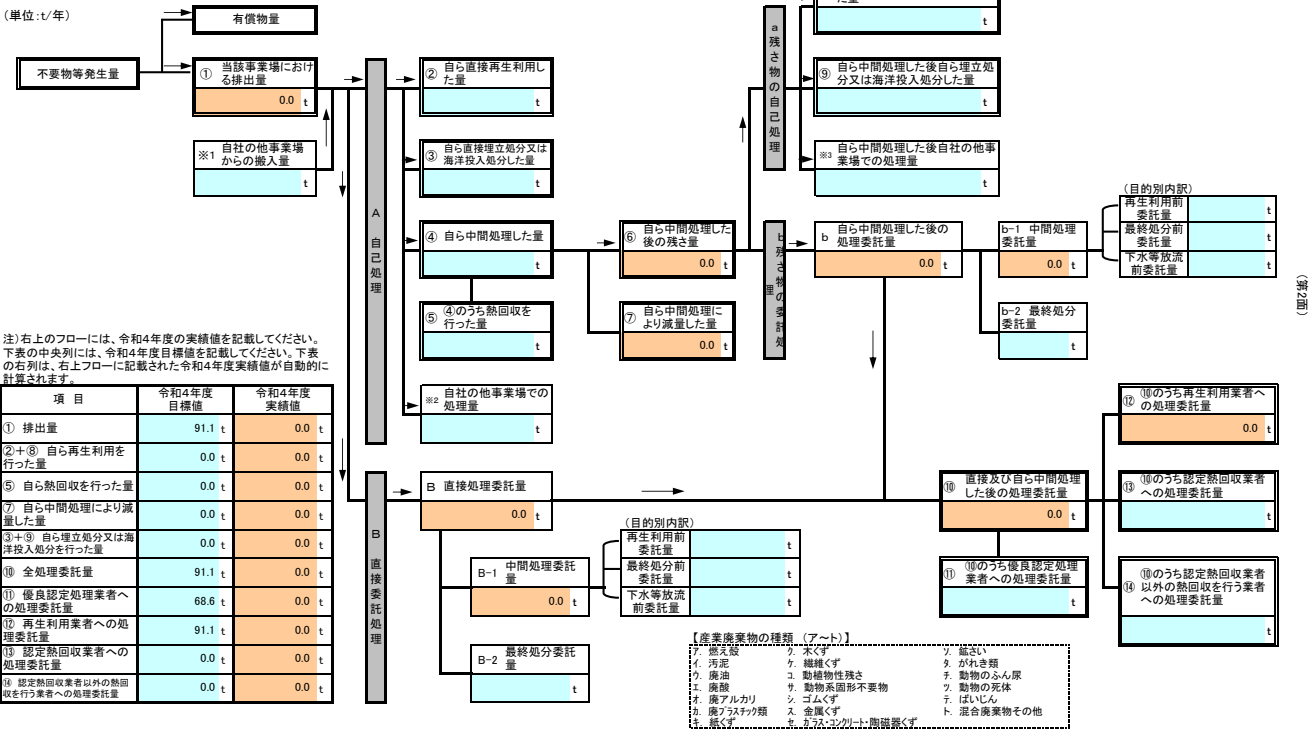 (単位:t/年)
有償物量
不要物等発生量
① 当該事業場におけ
る排出量
0.0 t
※1 自社の他事業場
からの搬入量
t
A 自己処理
② 自ら直接再生利用し
た量
t
③ 自ら直接埋立処分又は
海洋投入処分した量
t
④ 自ら中間処理した量
t
⑤ ④のうち熱回収を
行った量
t
※2 自社の他事業場での
処理量
t
⑥ 自ら中間処理した
後の残さ量
0.0 t
⑦ 自ら中間処理に
より減量した量
0.0 t
a 残さ物の自己処理
た量
t
⑨ 自ら中間処理した後自ら埋立処
分又は海洋投入処分した量
t
※3 自ら中間処理した後自社の他事
業場での処理量
t
b 残さ物の委託処理
b 自ら中間処理した後の
処理委託量
0.0 t
b-1 中間処理
委託量
0.0 t
(目的別内訳)
再生利用前
委託量
t
最終処分前
委託量
t
下水等放流
前委託量
t
b-2 最終処分
委託量
t
(第2面)
注)右上のフローには、令和4年度の実績値を記載してください。
下表の中央列には、令和4年度目標値を記載してください。下表
の右列は、右上フローに記載された令和4年度実績値が自動的に
計算されます。
項 目 令和4年度
目標値 令和4年度
実績値
① 排出量 91.1 t 0.0 t
②+⑧ 自ら再生利用を
行った量 0.0 t 0.0 t
⑤ 自ら熱回収を行った量 0.0 t 0.0 t
⑦ 自ら中間処理により減
量した量 0.0 t 0.0 t
③+⑨ 自ら埋立処分又は海
洋投入処分を行った量 0.0 t 0.0 t
⑩ 全処理委託量 91.1 t 0.0 t
⑪ 優良認定処理業者へ
の処理委託量 68.6 t 0.0 t
⑫ 再生利用業者への処
理委託量 91.1 t 0.0 t
⑬ 認定熱回収業者への
処理委託量 0.0 t 0.0 t
⑭ 認定熱回収業者以外の熱回
収を行う業者への処理委託量 0.0 t 0.0 t
B 直接委託処理
B 直接処理委託量
0.0 t
B-1 中間処理委託
量
0.0 t
(目的別内訳)
再生利用前
委託量
t
最終処分前
委託量
t
下水等放流
前委託量
t
B-2 最終処分委託
量
t
⑩ 直接及び自ら中間処理
した後の処理委託量
0.0 t
⑪ ⑩のうち優良認定処理
業者への処理委託量
t
⑫ ⑩のうち再生利用業者へ
の処理委託量
0.0 t
⑬ ⑩のうち認定熱回収業者
への処理委託量
t
⑭ ⑩のうち認定熱回収業者
以外の熱回収を行う業者
への処理委託量
t
【産業廃棄物の種類 (ア~ト)】
ア. 燃え殻 ク. 木くず ソ. 鉱さい
イ. 汚泥 ケ. 繊維くず タ. がれき類
ウ. 廃油 コ. 動植物性残さ チ. 動物のふん尿
エ. 廃酸 サ. 動物系固形不要物 ツ. 動物の死体
オ. 廃アルカリ シ. ゴムくず テ. ばいじん
カ. 廃プラスチック類 ス. 金属くず ト. 混合廃棄物その他
キ. 紙くず セ. ガラス・コンクリート・陶磁器くず